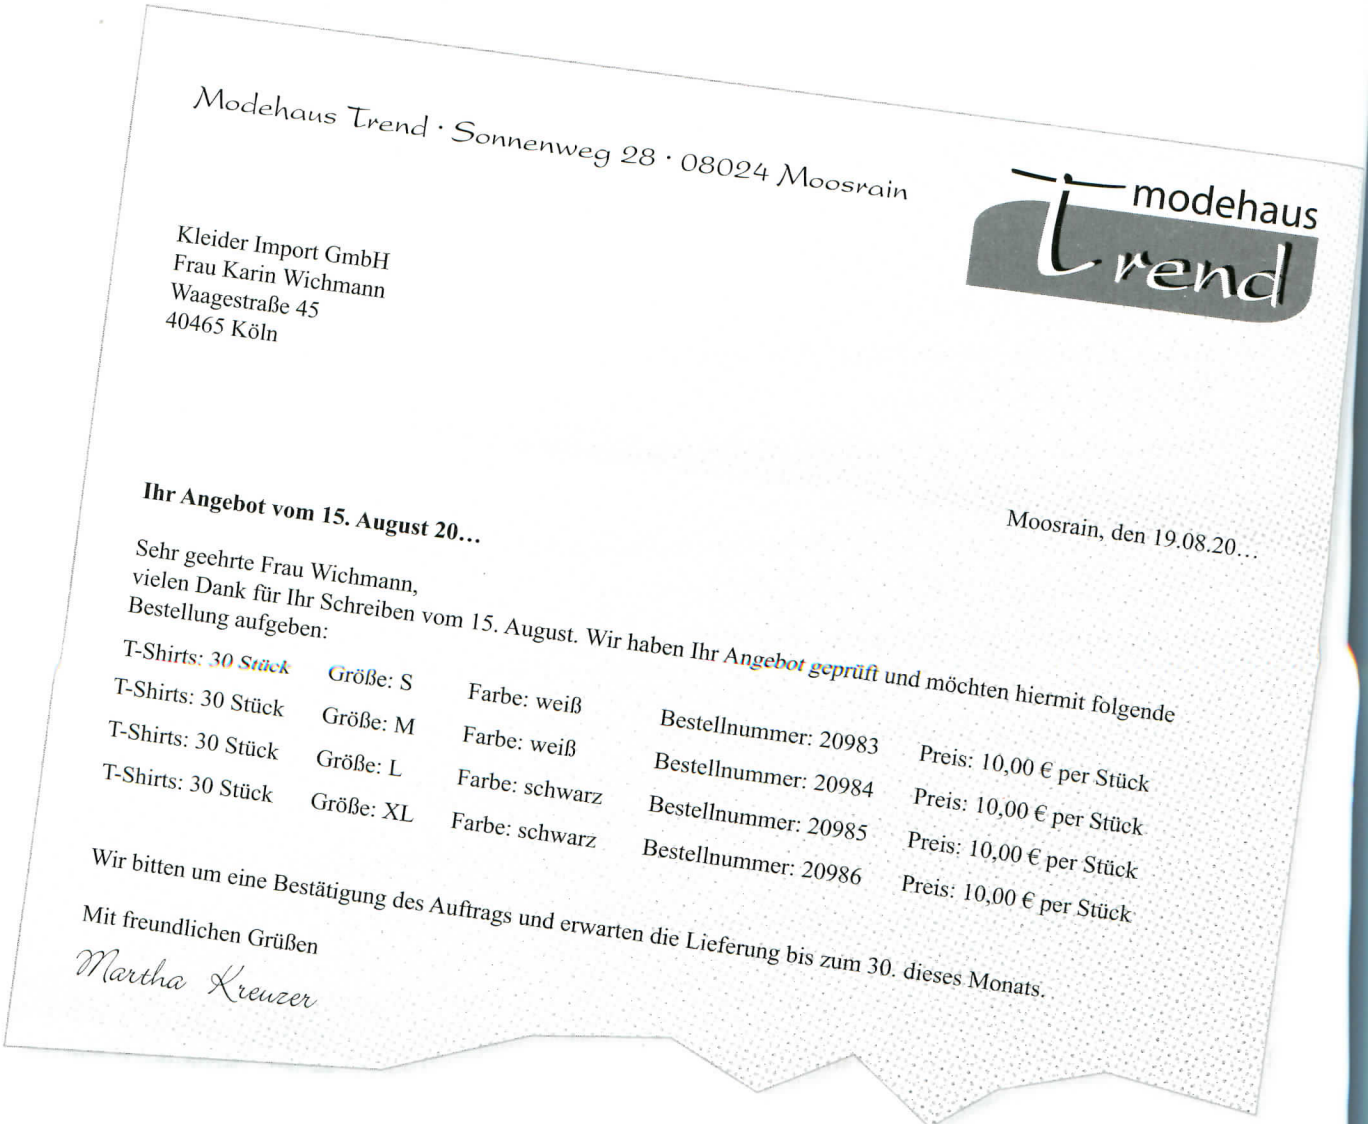 Modehaus Trend · Sonnenweg 28 · 08024 Moosrain
modehaus
Trend
Kleider Import GmbH
Frau Karin Wichmann
Waagestraße 45
40465 Köln
Moosrain, den 19.08.20…
Ihr Angebot vom 15. August 20…
Sehr geehrte Frau Wichmann,
vielen Dank für Ihr Schreiben vom 15. August. Wir haben Ihr Angebot geprüft und möchten hiermit folgende
Bestellung aufgeben:
T-Shirts: 30 Stück Größe: S Farbe: weiß Bestellnummer: 20983 Preis: 10,00 € per Stück
T-Shirts: 30 Stück Größe: M Farbe: weiß Bestellnummer: 20984 Preis: 10,00 € per Stück
T-Shirts: 30 Stück Größe: L Farbe: schwarz Bestellnummer: 20985 Preis: 10,00 € per Stück
T-Shirts: 30 Stück Größe: XL Farbe: schwarz Bestellnummer: 20986 Preis: 10,00 € per Stück
Wir bitten um eine Bestätigung des Auftrags und erwarten die Lieferung bis zum 30. dieses Monats.
Mit freundlichen Grüßen
Martha Kreuzer